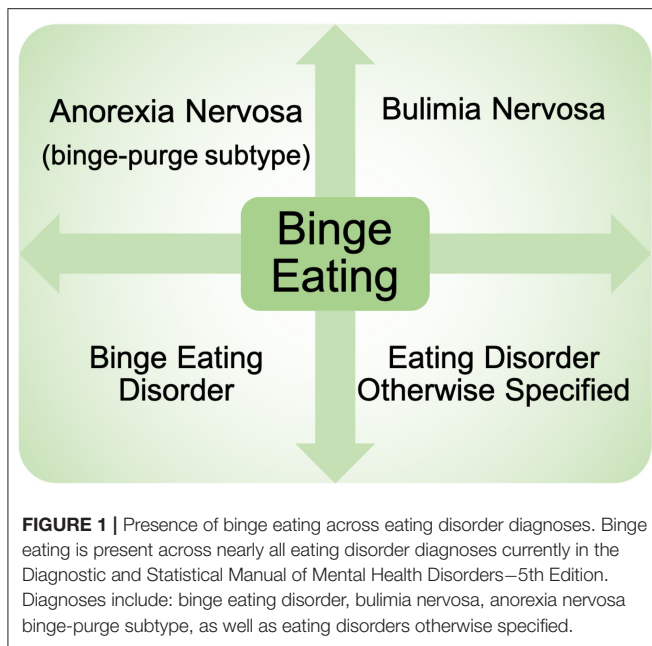 Anorexia Nervosa
(binge-purge subtype)
Bulimia Nervosa
Binge
Eating
Binge Eating
Disorder
Eating Disorder
Otherwise Specified
FIGURE 1 | Presence of binge eating across eating disorder diagnoses. Binge
eating is present across nearly all eating disorder diagnoses currently in the
Diagnostic and Statistical Manual of Mental Health Disorders—5th Edition.
Diagnoses include: binge eating disorder, bulimia nervosa, anorexia nervosa
binge-purge subtype, as well as eating disorders otherwise specified.